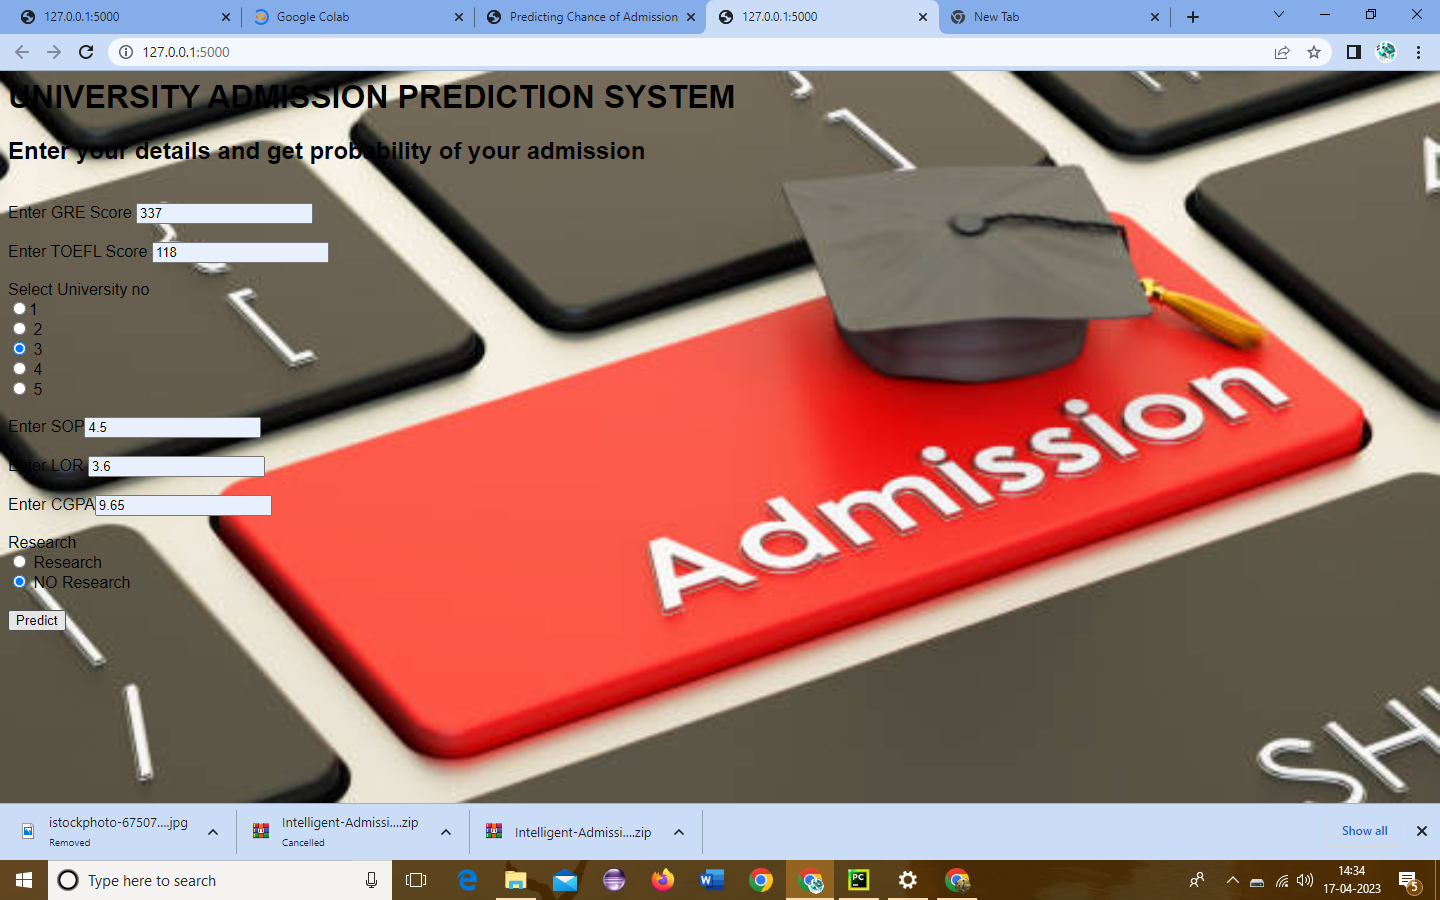 127.0.0.1:5000
Google Colab
Predicting Chance of Admission
127.0.0.1:5000
New Tab
127.0.0.1:5000
UNIVERSITY ADMISSION PREDICTION SYSTEM
Enter your details and get probability of your admission
Enter GRE Score 337
Enter TOEFL Score 118
Select University no
1
2
3
4
5
Enter SOP 4.5
Enter LOR 3.6
Enter CGPA 9.65
Research
Research
NO Research
Predict
Admission
SH
istockphoto-67507....jpg
Removed
Intelligent-Admissi....zip
Cancelled
Intelligent-Admissi....zip
Show all
Type here to search
14:34
17-04-2023
5